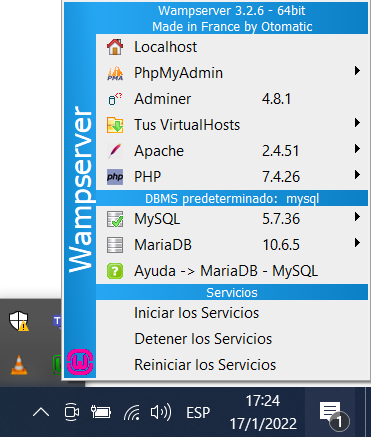 Wampserver 3.2.6 - 64bit
Made in France by Otomatic
Localhost
PhpMyAdmin
Adminer 4.8.1
Tus VirtualHosts
Apache 2.4.51
PHP 7.4.26
DBMS predeterminado: mysql
MySQL 5.7.36
MariaDB 10.6.5
Ayuda -> MariaDB - MySQL
Servicios
Iniciar los Servicios
Detener los Servicios
Reiniciar los Servicios
Wampserver
ESP
17:24
17/1/2022
1